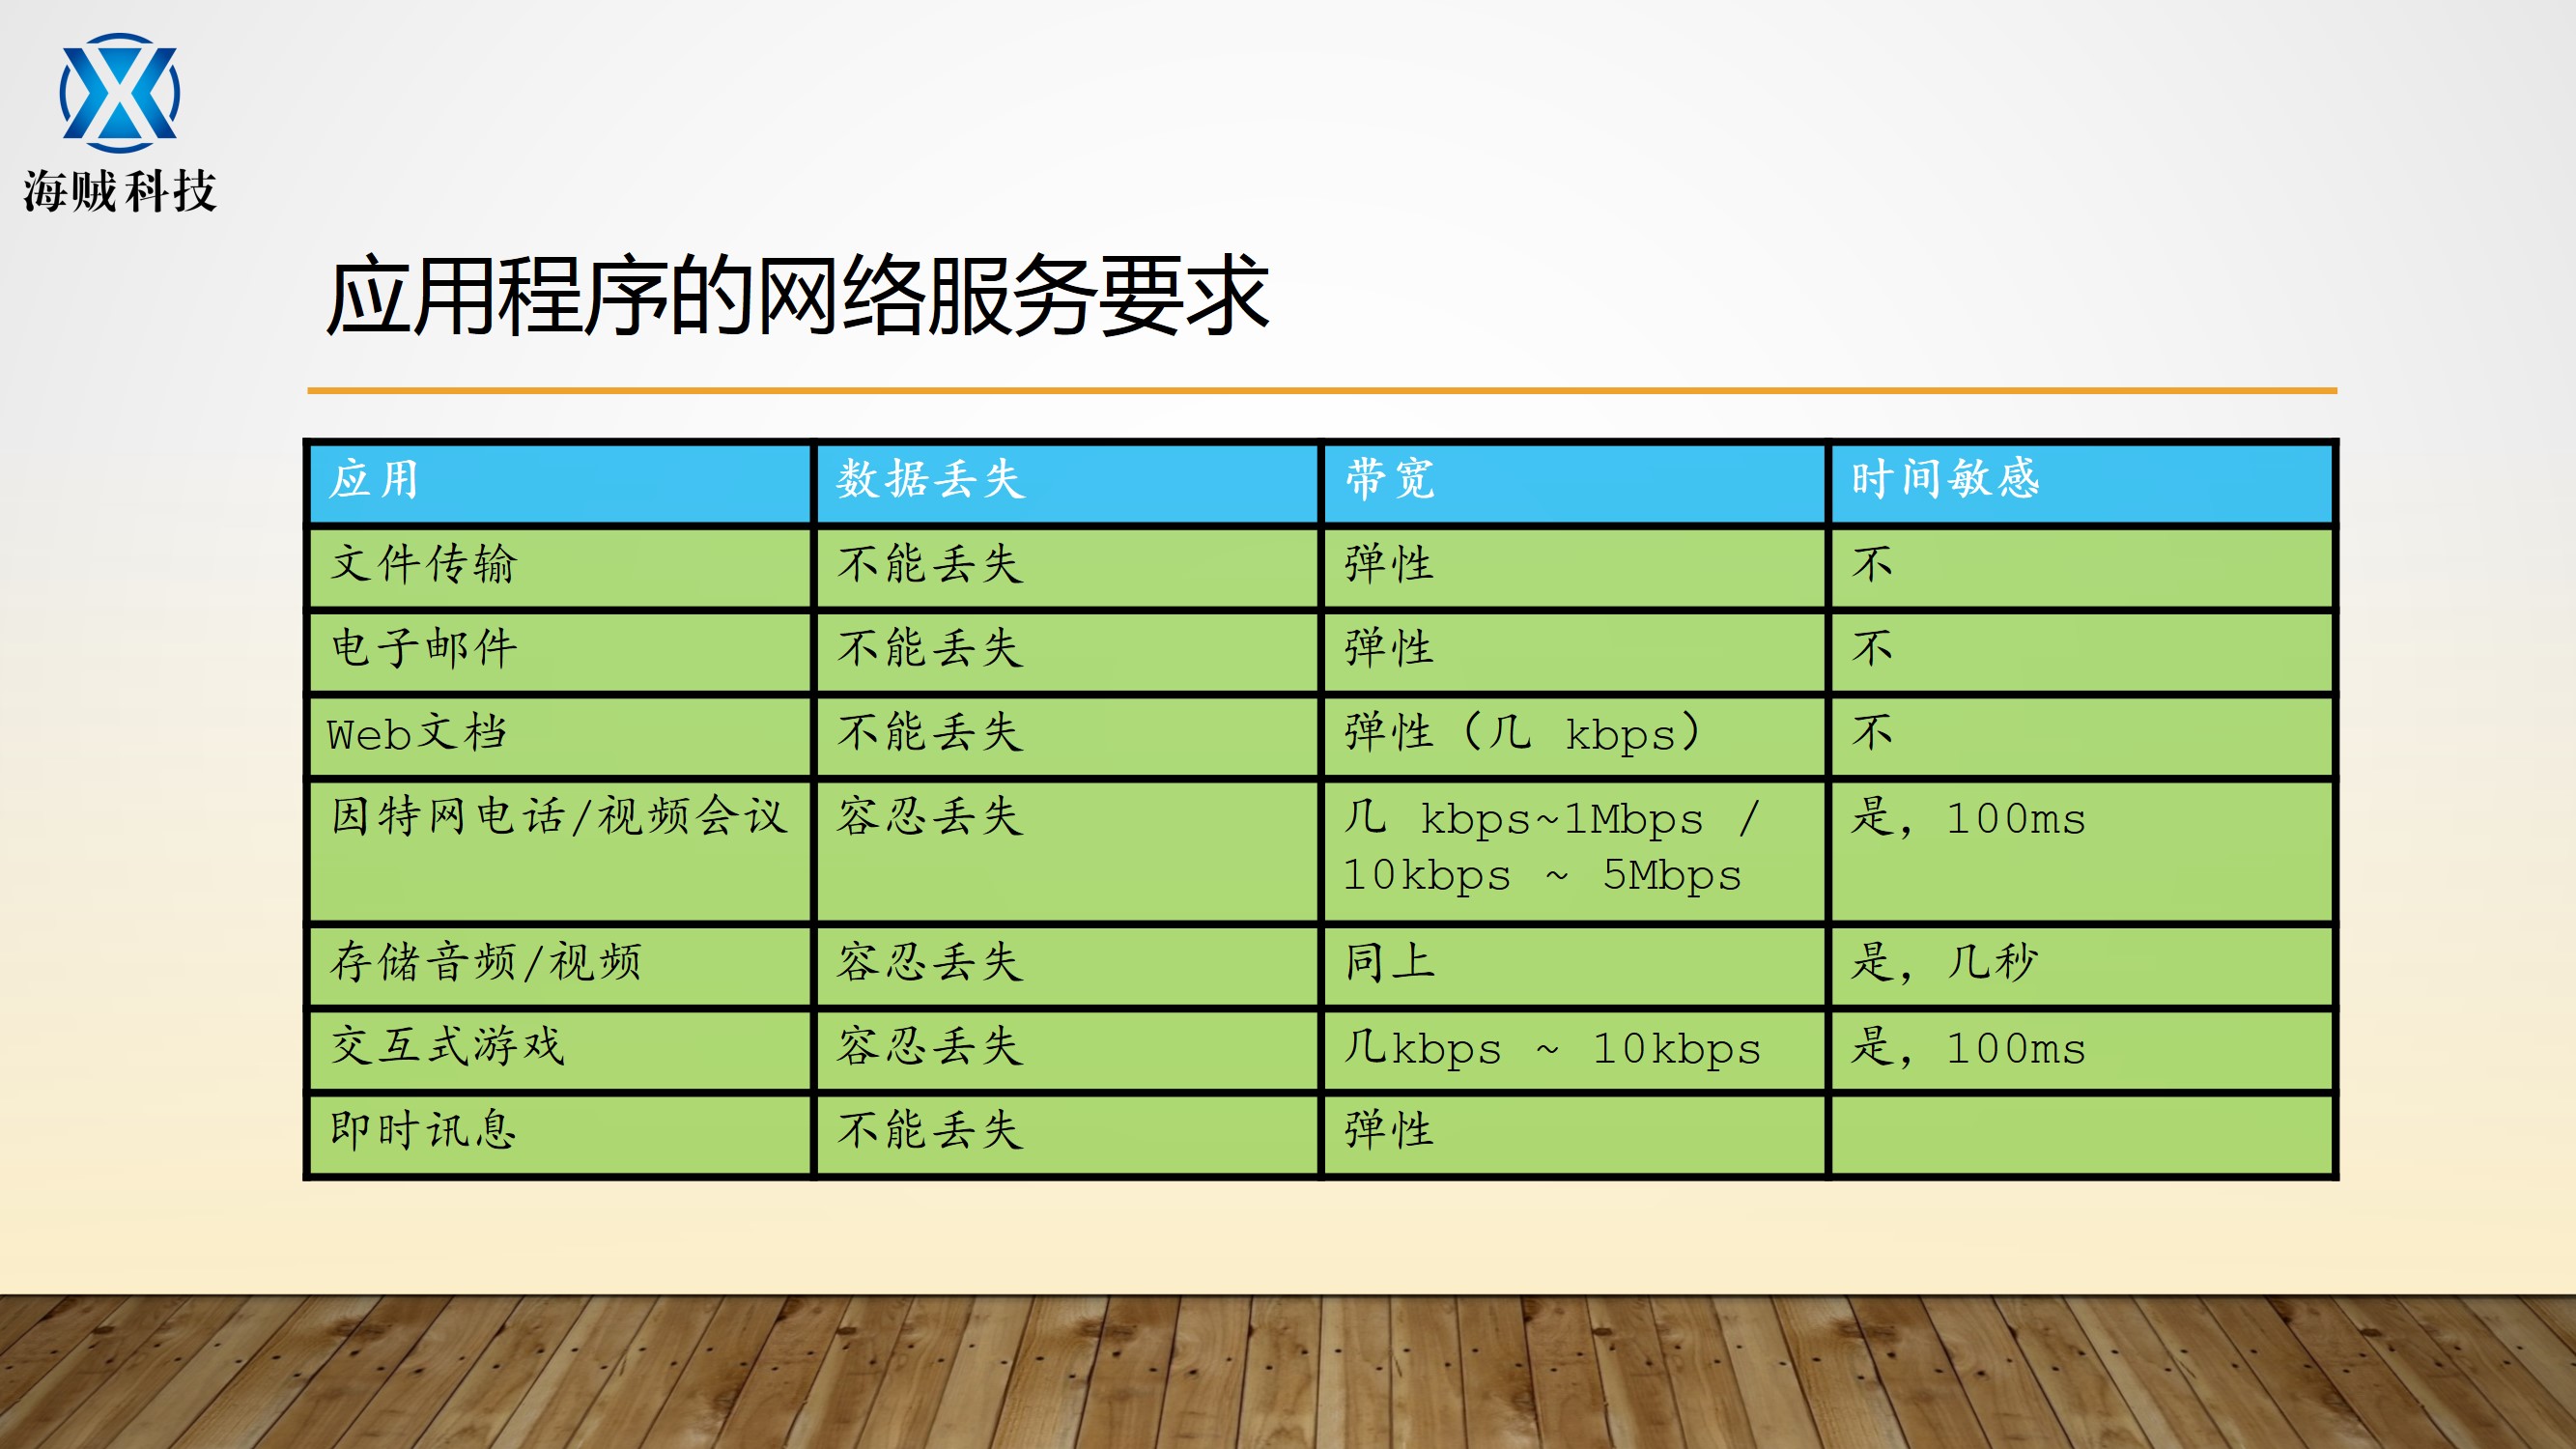 海贼科技
应用程序的网络服务要求
应用 数据丢失 带宽 时间敏感
文件传输 不能丢失 弹性 不
电子邮件 不能丢失 弹性 不
Web文档 不能丢失 弹性（几 kbps） 不
因特网电话/视频会议 容忍丢失 几 kbps~1Mbps / 是，100ms
10kbps ~ 5Mbps
存储音频/视频 容忍丢失 同上 是，几秒
交互式游戏 容忍丢失 几kbps ~ 10kbps 是，100ms
即时讯息 不能丢失 弹性